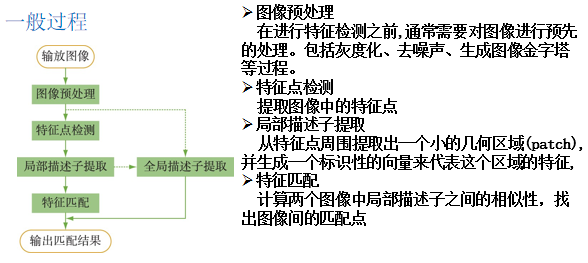 一般过程
输放图像
图像预处理
特征点检测
局部描述子提取
全局描述子提取
特征匹配
输出匹配结果
➢图像预处理
在进行特征检测之前,通常需要对图像进行预先
的处理。包括灰度化、去噪声、生成图像金字塔
等过程。
➢特征点检测
提取图像中的特征点
➢局部描述子提取
从特征点周围提取出一个小的几何区域(patch),
并生成一个标识性的向量来代表这个区域的特征,
➢特征匹配
计算两个图像中局部描述子之间的相似性，找
出图像间的匹配点